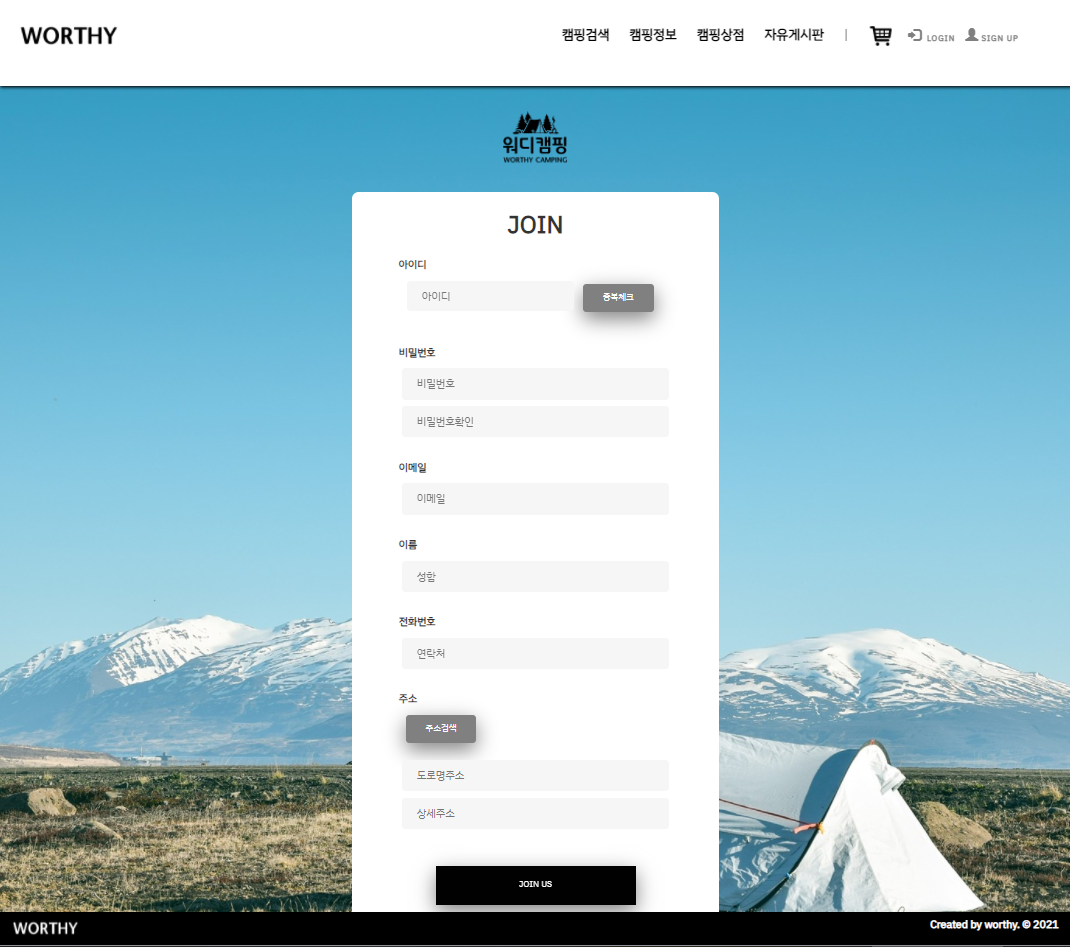 WORTHY
캠핑검색 캠핑정보 캠핑상점 자유게시판 | LOGIN SIGN UP
워디캠핑
WORTHY CAMPING
JOIN
아이디
아이디 중복체크
비밀번호
비밀번호
비밀번호확인
이메일
이메일
이름
성함
전화번호
연락처
주소
주소검색
도로명주소
상세주소
JOIN US
WORTHY Created by worthy. © 2021